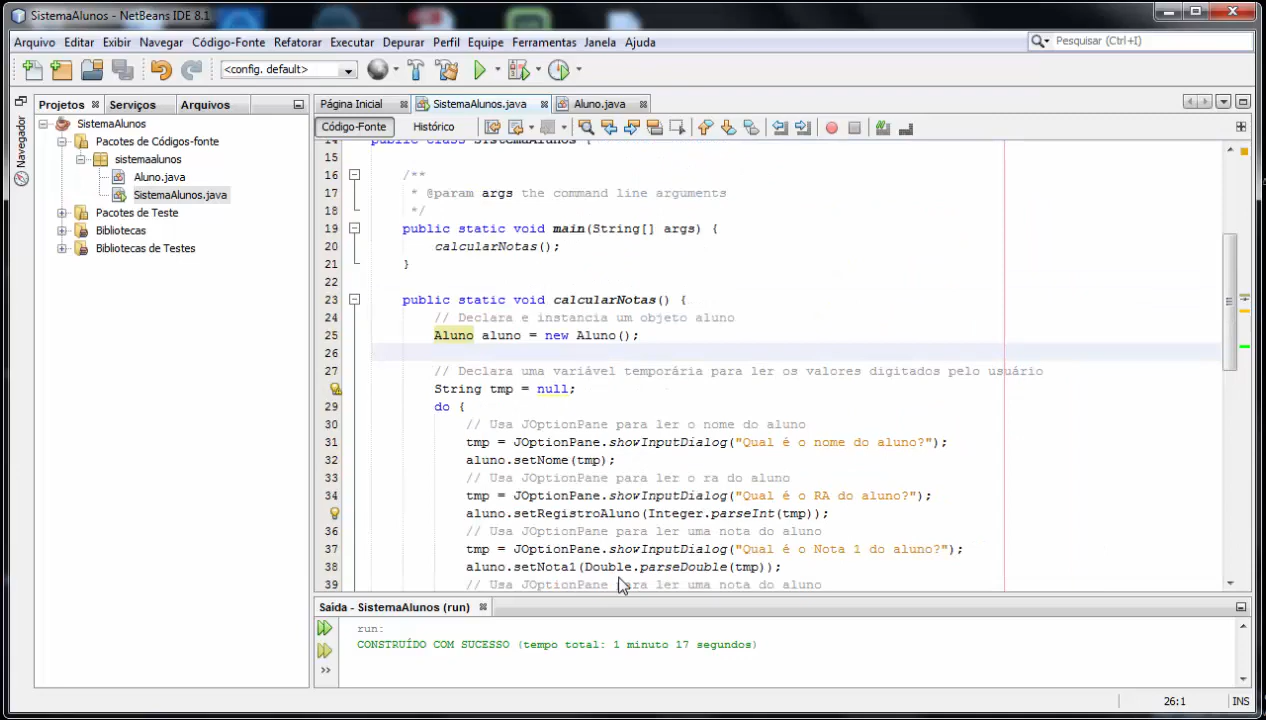 SistemaAlunos - NetBeans IDE 8.1
Arquivo Editar Exibir Navegar Código-Fonte Refatorar Executar Depurar Perfil Equipe Ferramentas Janela Ajuda
Pesquisar (Ctrl+I)
<config. default>
Projetos Serviços Arquivos
Página Inicial SistemaAlunos.java Aluno.java
Navegador
Código-Fonte Histórico
SistemaAlunos
Pacotes de Códigos-fonte
sistemaalunos
Aluno.java
SistemaAlunos.java
Pacotes de Teste
Bibliotecas
Bibliotecas de Testes
14 public class SistemaAlunos {
15
16 /**
17 * @param args the command line arguments
18 */
19 public static void main(String[] args) {
20 calcularNotas();
21 }
22
23 public static void calcularNotas() {
24 // Declara e instancia um objeto aluno
25 Aluno aluno = new Aluno();
26
27 // Declara uma variável temporária para ler os valores digitados pelo usuário
String tmp = null;
29 do {
30 // Usa JOptionPane para ler o nome do aluno
31 tmp = JOptionPane.showInputDialog("Qual é o nome do aluno?");
32 aluno.setNome(tmp);
33 // Usa JOptionPane para ler o ra do aluno
34 tmp = JOptionPane.showInputDialog("Qual é o RA do aluno?");
aluno.setRegistroAluno(Integer.parseInt(tmp));
36 // Usa JOptionPane para ler uma nota do aluno
37 tmp = JOptionPane.showInputDialog("Qual é o Nota 1 do aluno?");
38 aluno.setNota1(Double.parseDouble(tmp));
39 // Usa JOptionPane para ler uma nota do aluno
Saída - SistemaAlunos (run)
run:
CONSTRUÍDO COM SUCESSO (tempo total: 1 minuto 17 segundos)
26:1 INS